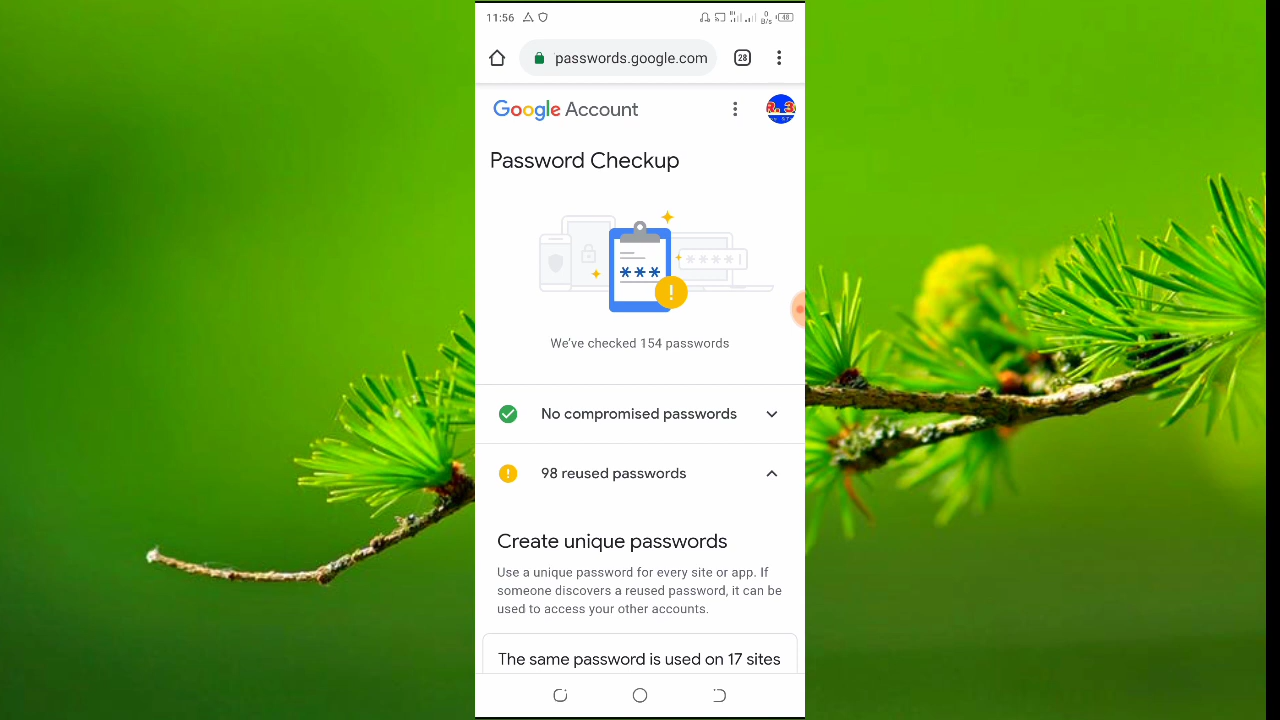 11:56
0 B/s 48
passwords.google.com
28
Google Account
Password Checkup
***
****
We've checked 154 passwords
No compromised passwords
98 reused passwords
Create unique passwords
Use a unique password for every site or app. If
someone discovers a reused password, it can be
used to access your other accounts.
The same password is used on 17 sites